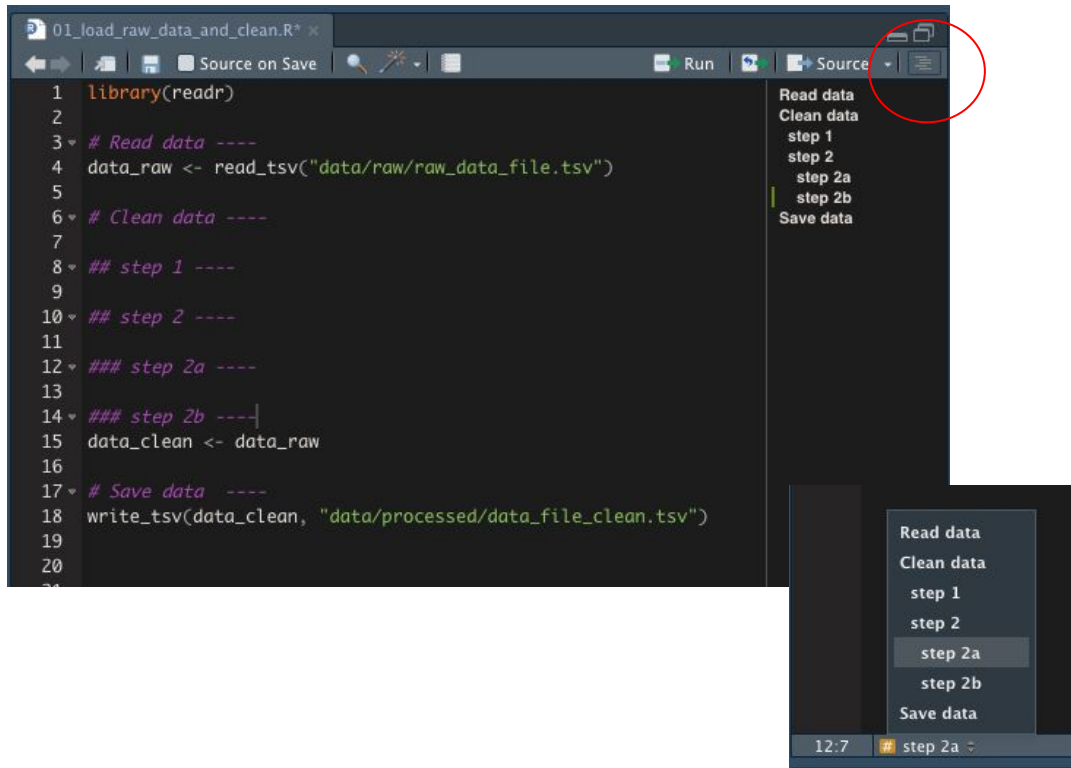 01_load_raw_data_and_clean.R* ×
Source on Save Run Source
1 library(readr)
2
3 # Read data ----
4 data_raw <- read_tsv("data/raw/raw_data_file.tsv")
5
6 # Clean data ----
7
8 ## step 1 ----
9
10 ## step 2 ----
11
12 ### step 2a ----
13
14 ### step 2b ----
15 data_clean <- data_raw
16
17 # Save data  ----
18 write_tsv(data_clean, "data/processed/data_file_clean.tsv")
19
20
Read data
Clean data
step 1
step 2
step 2a
step 2b
Save data
Read data
Clean data
step 1
step 2
step 2a
step 2b
Save data
12:7 # step 2a